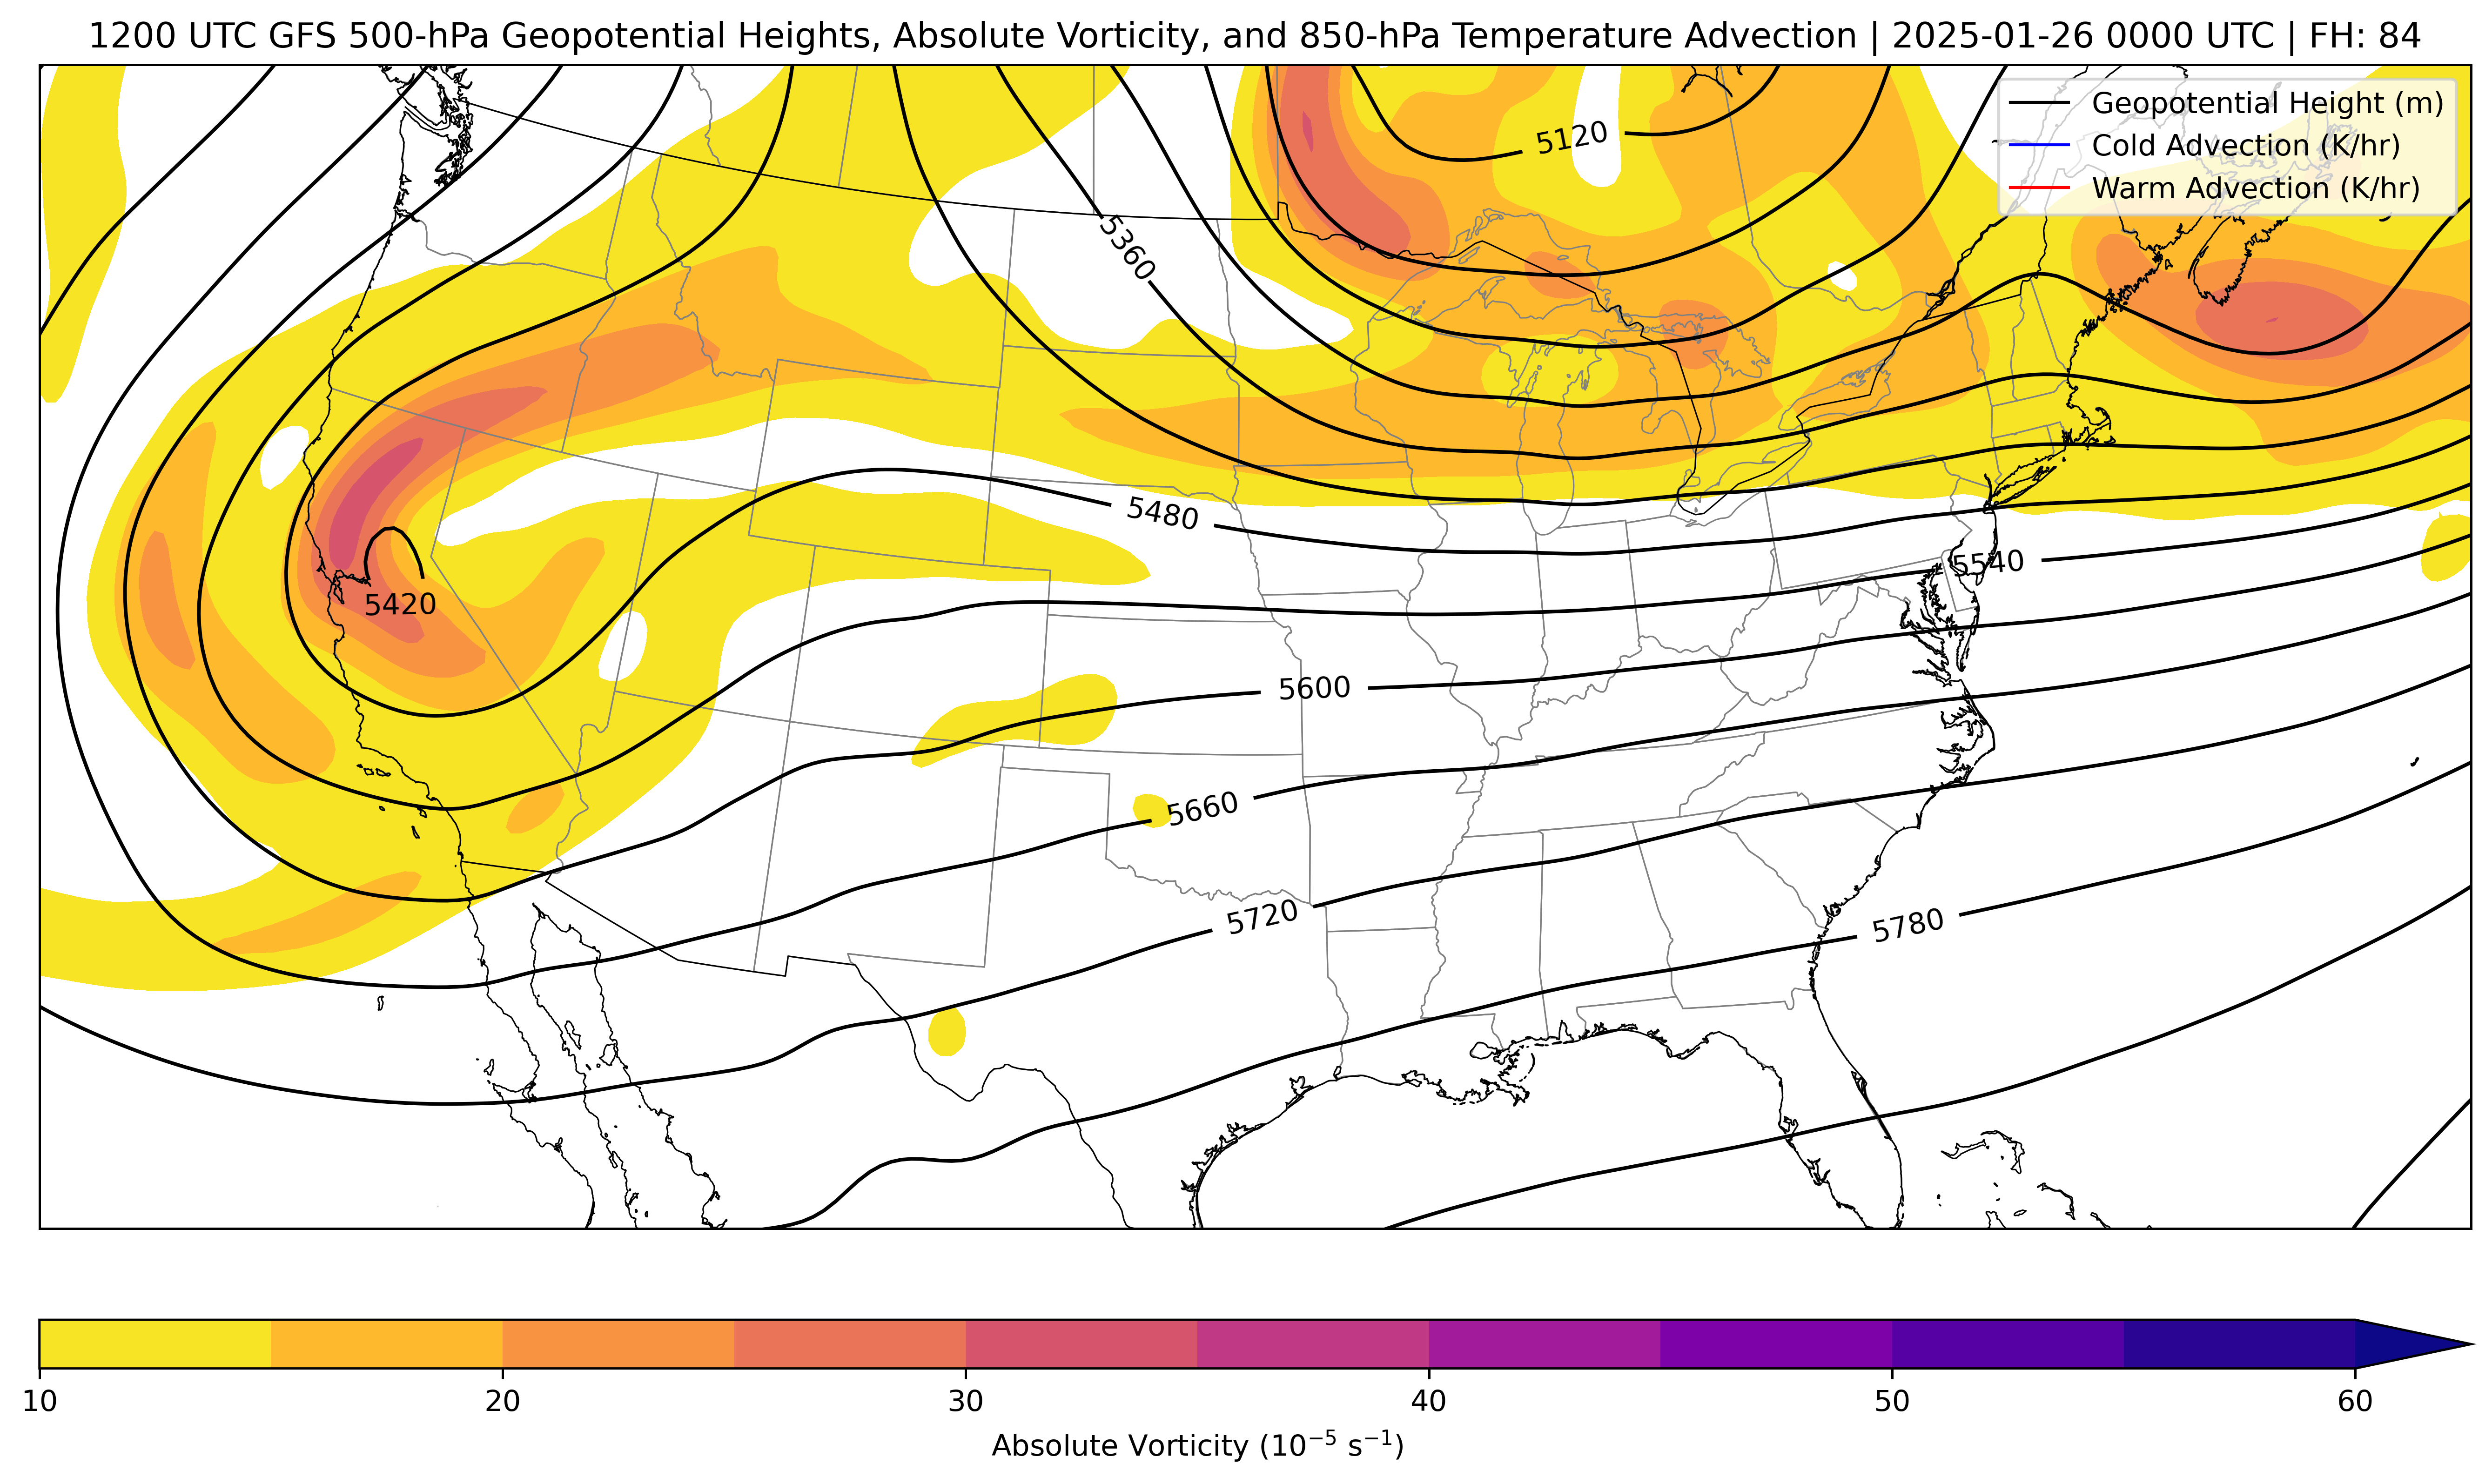 1200 UTC GFS 500-hPa Geopotential Heights, Absolute Vorticity, and 850-hPa Temperature Advection | 2025-01-26 0000 UTC | FH: 84
Geopotential Height (m)
Cold Advection (K/hr)
Warm Advection (K/hr)
5120
5360
5480
5540
5420
5600
5660
5720
5780
10 20 30 40 50 60
Absolute Vorticity (10⁻⁵ s⁻¹)